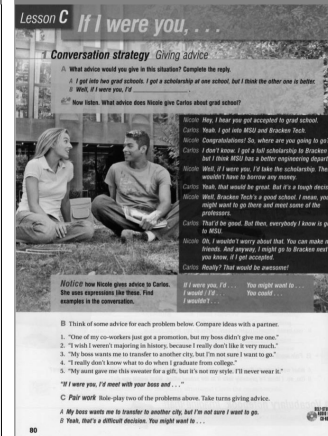 Lesson C If I were you, . . .
1 Conversation strategy Giving advice
A What advice would you give in this situation? Complete the reply.
A I got into two grad schools. I got a scholarship at one school, but I think the other one is better.
B Well, if I were you, I'd
Now listen. What advice does Nicole give Carlos about grad school?
Nicole Hey, I hear you got accepted to grad school.
Carlos Yeah. I got into MSU and Bracken Tech.
Nicole Congratulations! So, where are you going to go?
Carlos I don't know. I got a full scholarship to Bracken
but I think MSU has a better engineering depart
Nicole Well, if I were you, I'd take the scholarship. The
wouldn't have to borrow any money.
Carlos Yeah, that would be great. But it's a tough decis
Nicole Well, Bracken Tech's a good school. I mean, you
might want to go there and meet some of the
professors.
Carlos That'd be good. But then, everybody I know is go
to MSU.
Nicole Oh, I wouldn't worry about that. You can make n
friends. And anyway, I might go to Bracken next
you know, if I get accepted.
Carlos Really? That would be awesome!
Notice how Nicole gives advice to Carlos.
She uses expressions like these. Find
examples in the conversation.
If I were you, I'd . . . You might want to . . .
I would / I'd . . . You could . . .
I wouldn't . . .
B Think of some advice for each problem below. Compare ideas with a partner.
1. "One of my co-workers just got a promotion, but my boss didn't give me one."
2. "I wish I weren't majoring in history, because I really don't like it very much."
3. "My boss wants me to transfer to another city, but I'm not sure I want to go."
4. "I really don't know what to do when I graduate from college."
5. "My aunt gave me this sweater for a gift, but it's not my style. I'll never wear it."
"If I were you, I'd meet with your boss and . . ."
C Pair work Role-play two of the problems above. Take turns giving advice.
A My boss wants me to transfer to another city, but I'm not sure I want to go.
B Yeah, that's a difficult decision. You might want to . . .
80